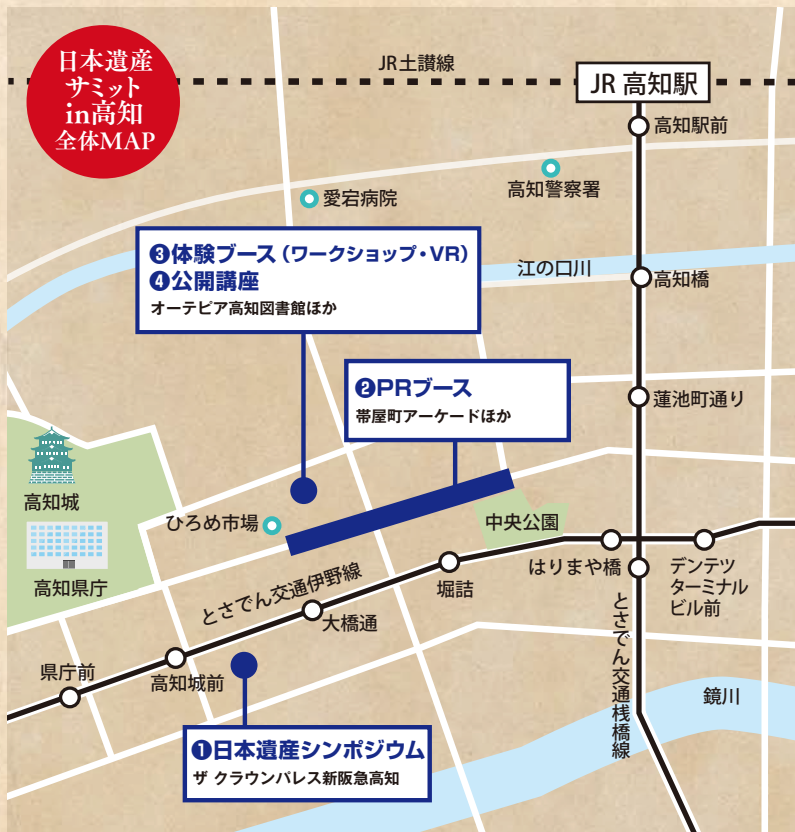 日本遺産
サミット
in高知
全体MAP
JR土讃線
JR 高知駅
高知駅前
高知警察署
愛宕病院
❸体験ブース（ワークショップ・VR）
❹公開講座
オーテピア高知図書館ほか
江の口川
高知橋
❷PRブース
帯屋町アーケードほか
蓮池町通り
高知城
ひろめ市場
中央公園
高知県庁
はりまや橋
デンテツ
ターミナル
ビル前
堀詰
とさでん交通伊野線
大橋通
とさでん交通桟橋線
県庁前
高知城前
鏡川
❶日本遺産シンポジウム
ザ クラウンパレス新阪急高知